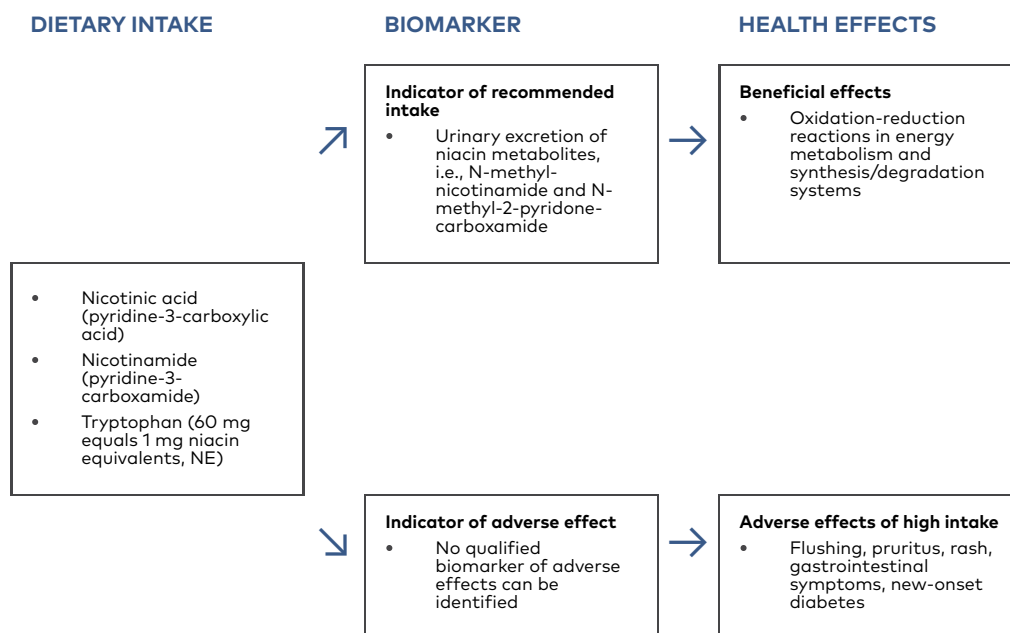 DIETARY INTAKE
BIOMARKER
HEALTH EFFECTS
Indicator of recommended
intake
• Urinary excretion of
niacin metabolites,
i.e., N-methyl-
nicotinamide and N-
methyl-2-pyridone-
carboxamide
Beneficial effects
• Oxidation-reduction
reactions in energy
metabolism and
synthesis/degradation
systems
• Nicotinic acid
(pyridine-3-carboxylic
acid)
• Nicotinamide
(pyridine-3-
carboxamide)
• Tryptophan (60 mg
equals 1 mg niacin
equivalents, NE)
Indicator of adverse effect
• No qualified
biomarker of adverse
effects can be
identified
Adverse effects of high intake
• Flushing, pruritus, rash,
gastrointestinal
symptoms, new-onset
diabetes